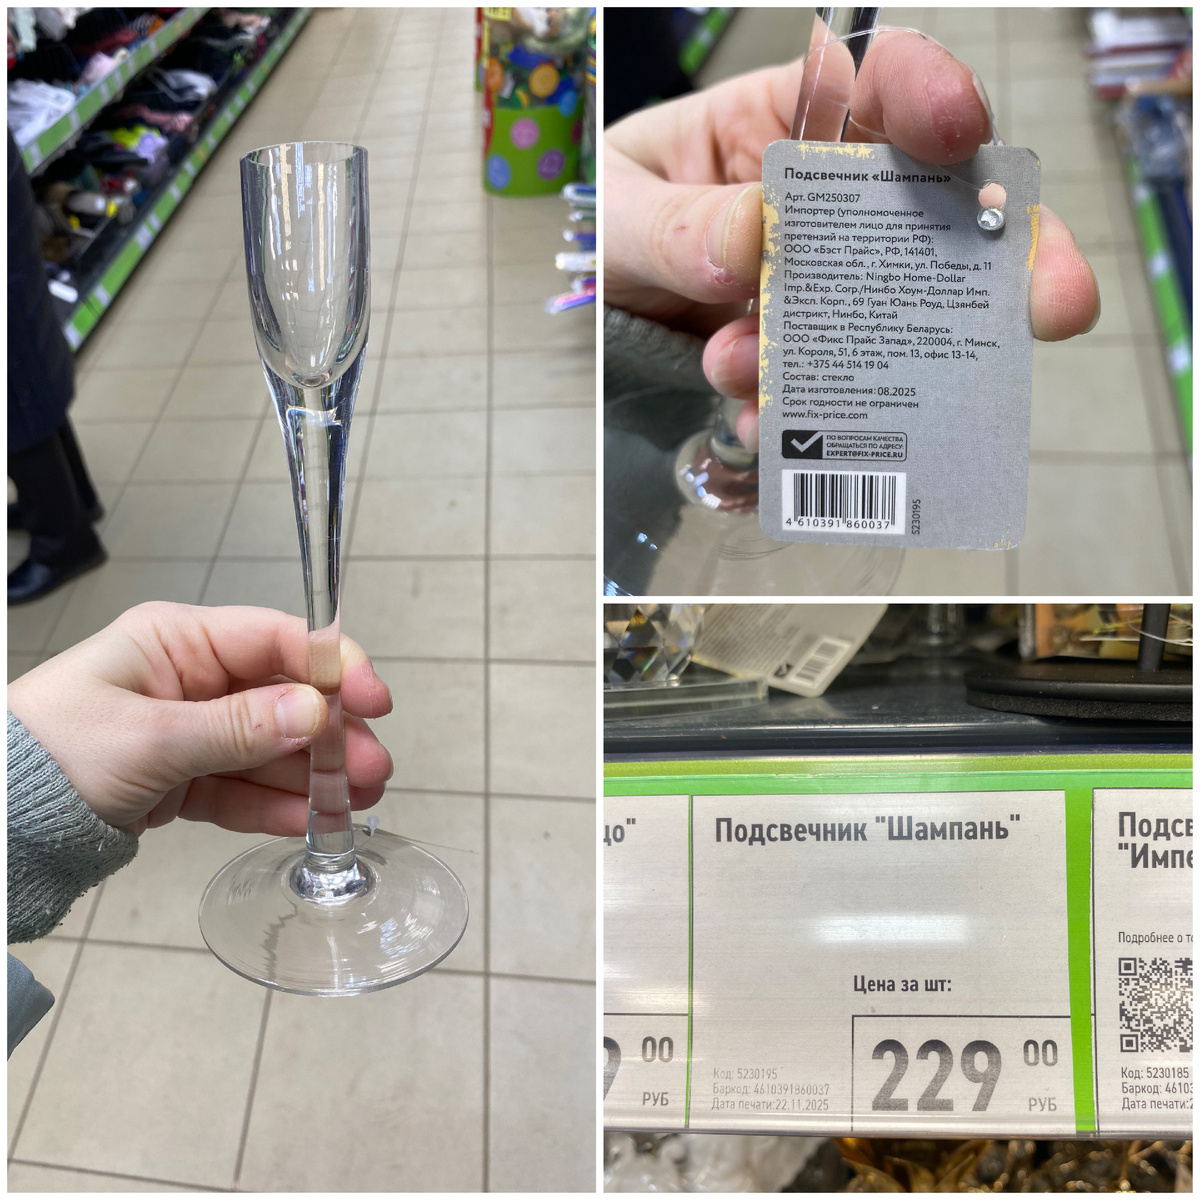 Подсвечник «Шампань»
Арт. GM250307
Импортер (уполномоченное
изготовителем лицо для принятия
претензий на территории РФ):
ООО «Бэст Прайс», РФ, 141401,
Московская обл., г. Химки, ул. Победы, д. 11
Производитель: Ningbo Home-Dollar
Imp.&Exp. Corp./Нинбо Хоум-Доллар Имп.
&Эксп. Корп., 69 Гуан Юань Роуд, Цзянбей
дистрикт, Нинбо, Китай
Поставщик в Республику Беларусь:
ООО «Фикс Прайс Запад», 220004, г. Минск,
ул. Короля, 51, 6 этаж, пом. 13, офис 13-14,
тел.: +375 44 514 19 04
Состав: стекло
Дата изготовления: 08.2025
Срок годности не ограничен
www.fix-price.com
ПО ВОПРОСАМ КАЧЕСТВА
ОБРАЩАТЬСЯ ПО АДРЕСУ:
EXPERT@FIX-PRICE.RU
4 610391 860037
5230195
цо"
9 00
РУБ
Подсвечник "Шампань"
Цена за шт:
229 00
РУБ
Код: 5230195
Баркод: 4610391860037
Дата печати:22.11.2025
Подсв
"Импе
Подробнее о то
Код: 5230185
Баркод: 46103
Дата печати:2